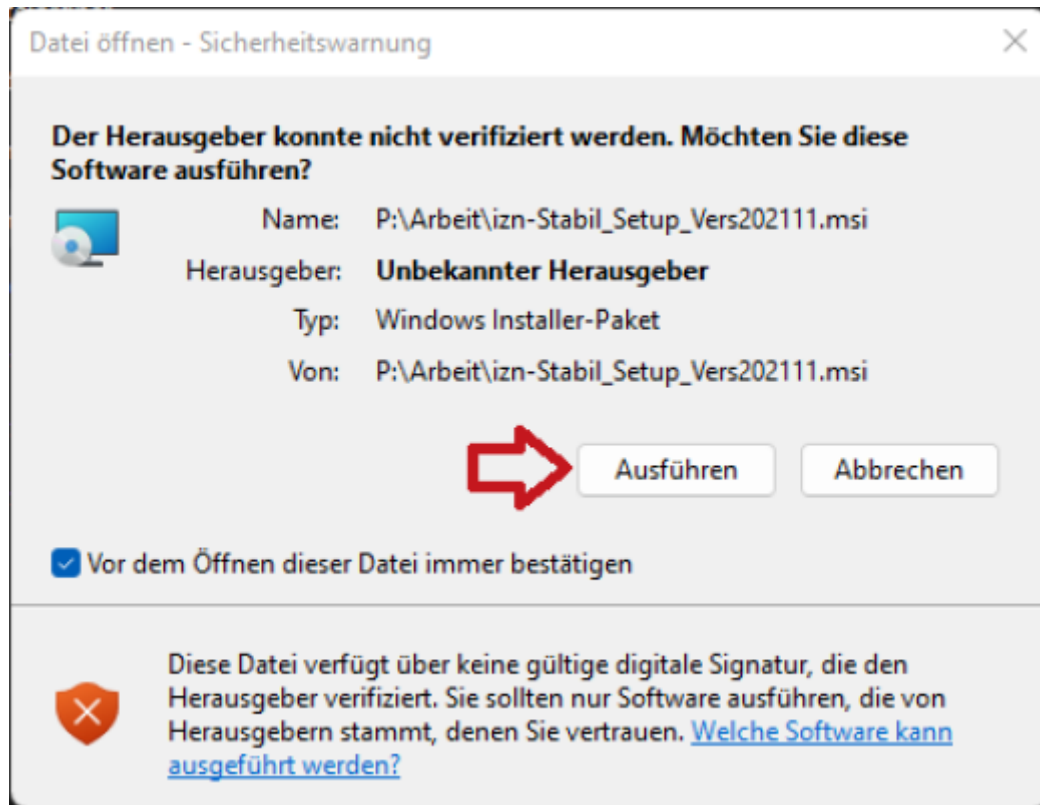 Datei öffnen - Sicherheitswarnung
Der Herausgeber konnte nicht verifiziert werden. Möchten Sie diese
Software ausführen?
Name: P:\Arbeit\izn-Stabil_Setup_Vers202111.msi
Herausgeber: Unbekannter Herausgeber
Typ: Windows Installer-Paket
Von: P:\Arbeit\izn-Stabil_Setup_Vers202111.msi
Ausführen Abbrechen
Vor dem Öffnen dieser Datei immer bestätigen
Diese Datei verfügt über keine gültige digitale Signatur, die den
Herausgeber verifiziert. Sie sollten nur Software ausführen, die von
Herausgebern stammt, denen Sie vertrauen. Welche Software kann
ausgeführt werden?